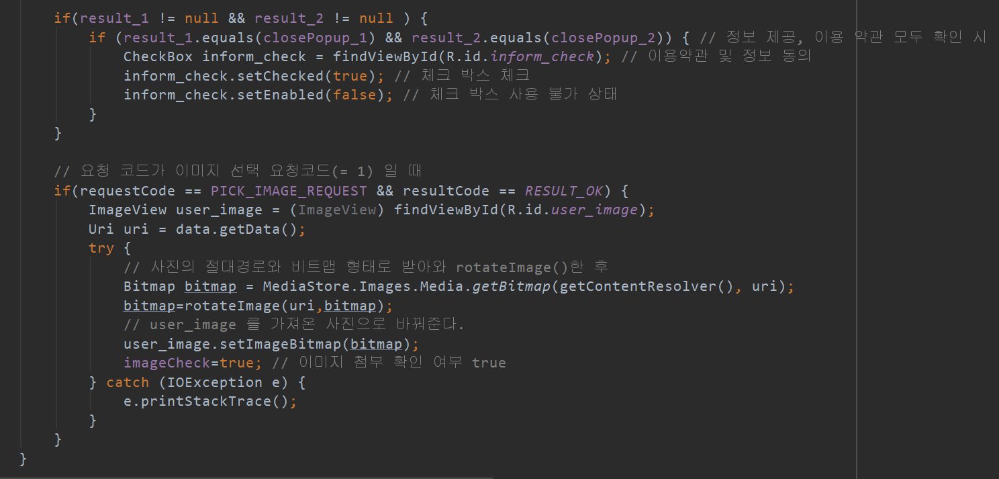 if(result_1 != null && result_2 != null ) {
if (result_1.equals(closePopup_1) && result_2.equals(closePopup_2)) { // 정보 제공, 이용 약관 모두 확인 시
CheckBox inform_check = findViewById(R.id.inform_check); // 이용약관 및 정보 동의
inform_check.setChecked(true); // 체크 박스 체크
inform_check.setEnabled(false); // 체크 박스 사용 불가 상태
}
}
// 요청 코드가 이미지 선택 요청코드(= 1) 일 때
if(requestCode == PICK_IMAGE_REQUEST && resultCode == RESULT_OK) {
ImageView user_image = (ImageView) findViewById(R.id.user_image);
Uri uri = data.getData();
try {
// 사진의 절대경로와 비트맵 형태로 받아와 rotateImage()한 후
Bitmap bitmap = MediaStore.Images.Media.getBitmap(getContentResolver(), uri);
bitmap=rotateImage(uri,bitmap);
// user_image 를 가져온 사진으로 바꿔준다.
user_image.setImageBitmap(bitmap);
imageCheck=true; // 이미지 첨부 확인 여부 true
} catch (IOException e) {
e.printStackTrace();
}
}
}